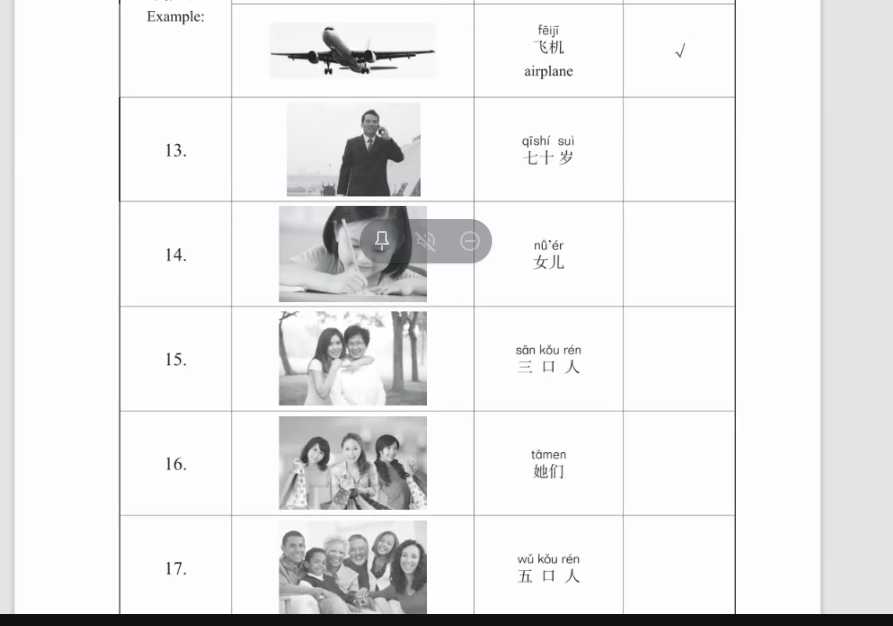 Example:
fēijī
飞机
airplane
√
13.
qīshí suì
七十岁
14.
nǚ'ér
女儿
15.
sān kǒu rén
三 口 人
16.
tāmen
她们
17.
wǔ kǒu rén
五 口 人